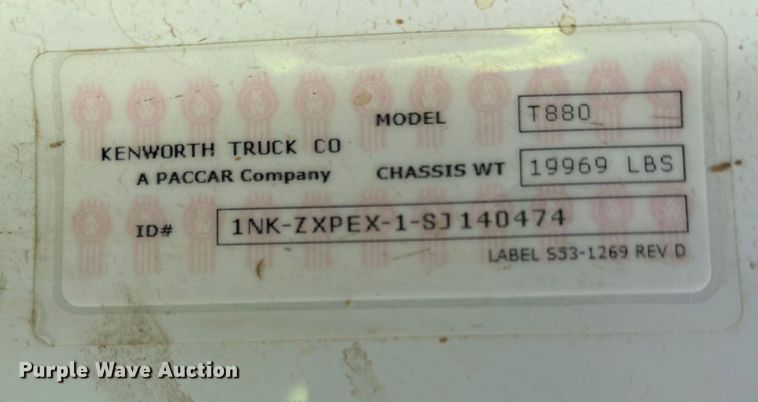 MODEL T880
KENWORTH TRUCK CO
A PACCAR Company
CHASSIS WT 19969 LBS
ID# 1NK-ZXPEX-1-SJ140474
LABEL S53-1269 REV D
Purple Wave Auction